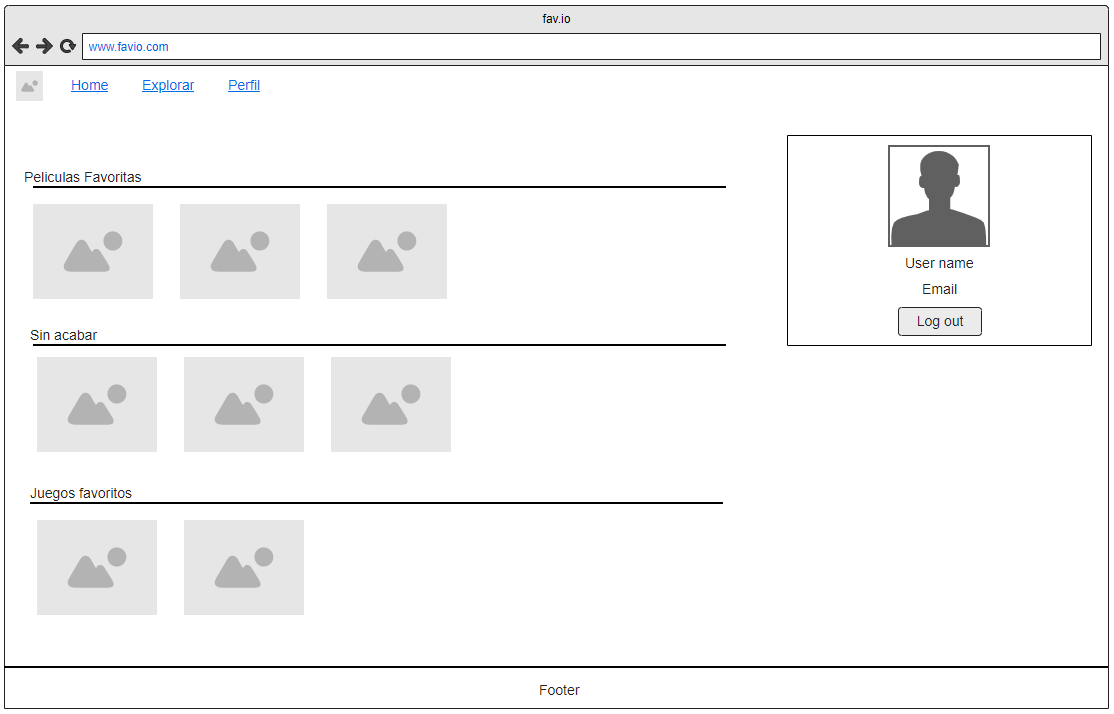 fav.io
www.favio.com
Home Explorar Perfil
Peliculas Favoritas
User name
Email
Log out
Sin acabar
Juegos favoritos
Footer